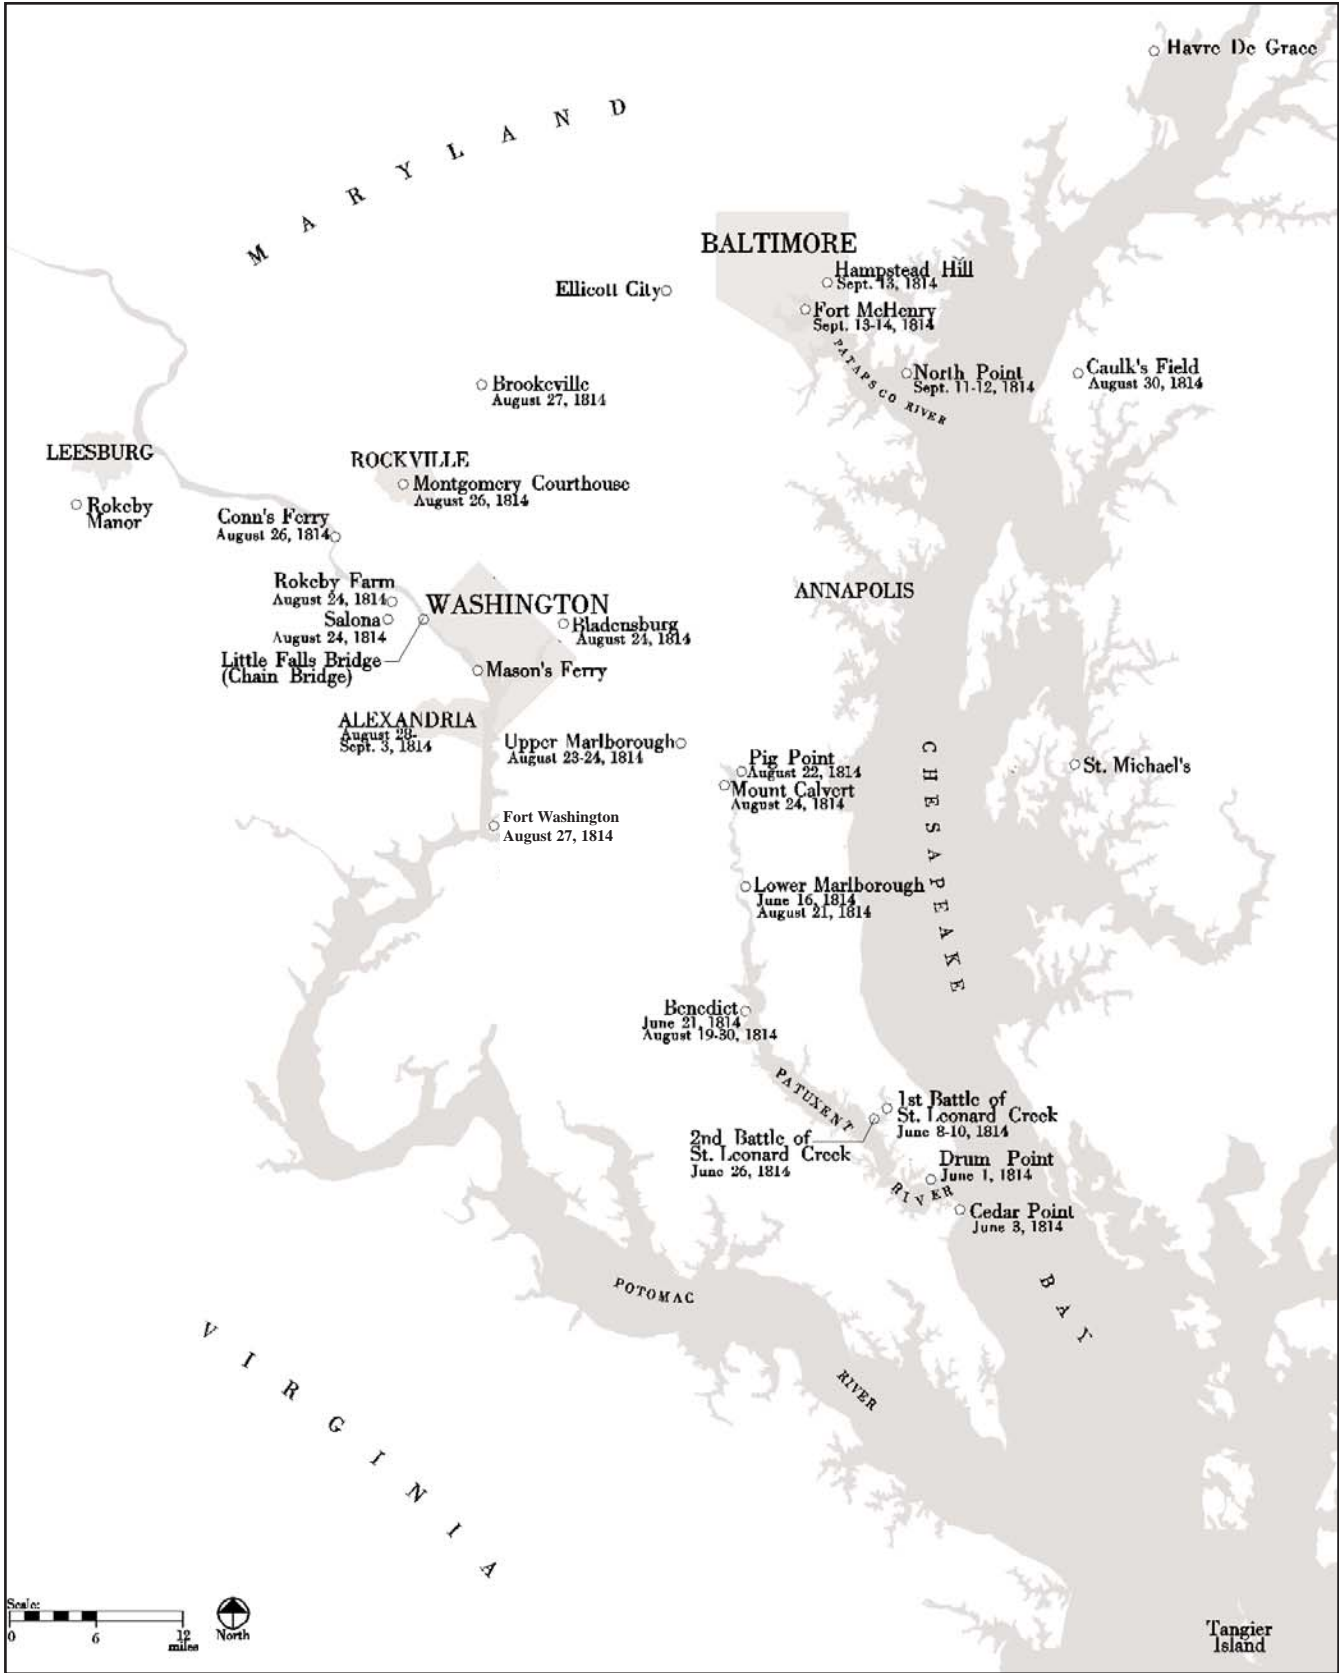 Havre De Grace
MARYLAND
BALTIMORE
Hampstead Hill
Sept. 13, 1814
Ellicott City
Fort McHenry
Sept. 13-14, 1814
PATAPSCO RIVER
North Point
Sept. 11-12, 1814
Caulk's Field
August 30, 1814
Brookeville
August 27, 1814
LEESBURG
ROCKVILLE
Montgomery Courthouse
August 26, 1814
Rokeby
Manor
Conn's Ferry
August 26, 1814
Rokeby Farm
August 24, 1814
WASHINGTON
ANNAPOLIS
Salona
August 24, 1814
Bladensburg
August 24, 1814
Little Falls Bridge
(Chain Bridge)
Mason's Ferry
ALEXANDRIA
August 28-
Sept. 3, 1814
Upper Marlborough
August 23-24, 1814
Pig Point
August 22, 1814
Mount Calvert
August 24, 1814
St. Michael's
CHESAPEAKE
Fort Washington
August 27, 1814
Lower Marlborough
June 16, 1814
August 21, 1814
Benedict
June 21, 1814
August 19-30, 1814
PATUXENT
1st Battle of
St. Leonard Creek
June 8-10, 1814
2nd Battle of
St. Leonard Creek
June 26, 1814
Drum Point
June 1, 1814
RIVER
Cedar Point
June 3, 1814
BAY
POTOMAC
RIVER
VIRGINIA
Scale:
0 6 12
miles
North
Tangier
Island